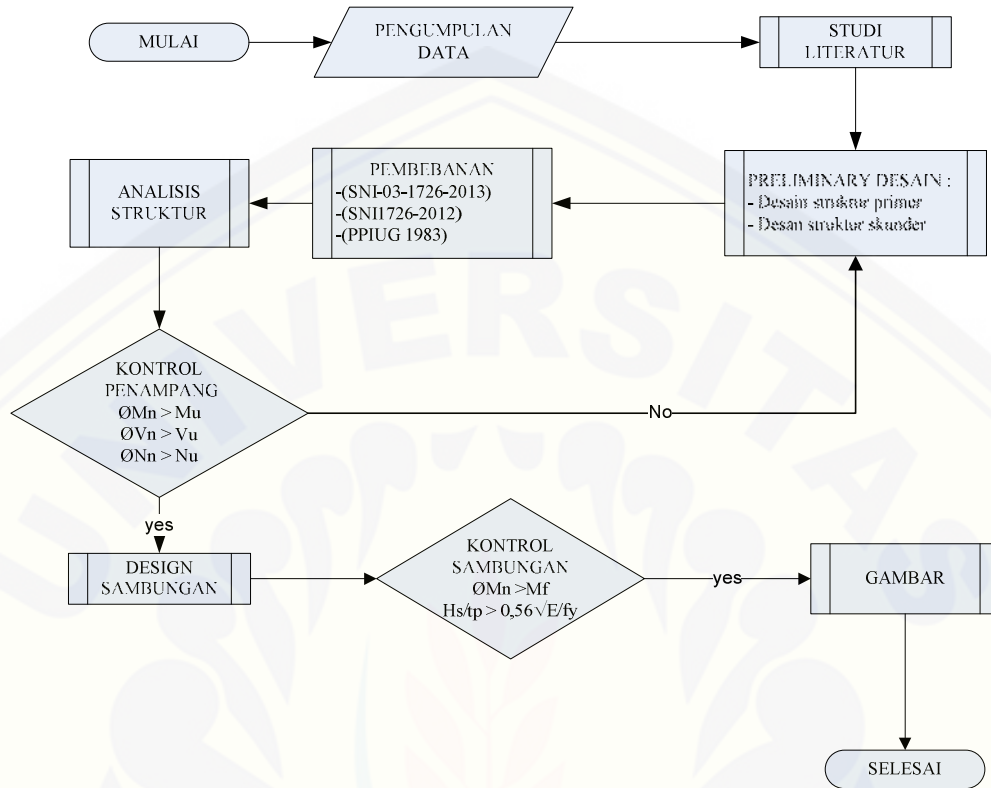 MULAI
PENGUMPULAN
DATA
STUDI
LITERATUR
PRELIMINARY DESAIN :
- Desain struktur primer
- Desan struktur skunder
PEMBEBANAN
-(SNI-03-1726-2013)
-(SNI1726-2012)
-(PPIUG 1983)
ANALISIS
STRUKTUR
KONTROL
PENAMPANG
ØMn > Mu
ØVn > Vu
ØNn > Nu
No
yes
DESIGN
SAMBUNGAN
KONTROL
SAMBUNGAN
ØMn >Mf
Hs/tp > 0,56√E/fy
yes
GAMBAR
SELESAI
UNIVERSITAS